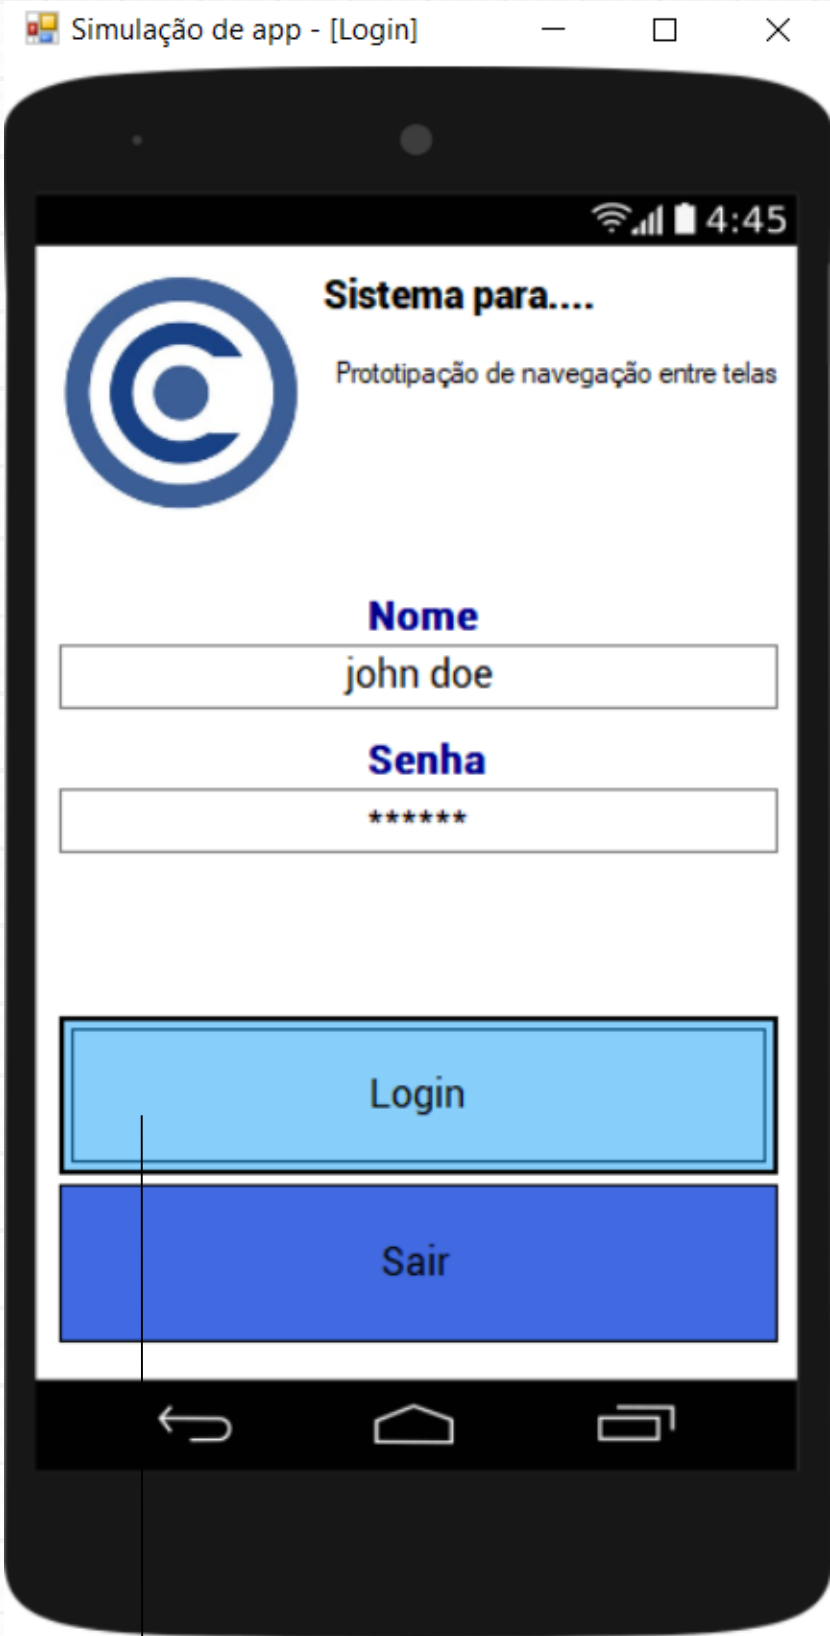 Simulação de app - [Login]
4:45
Sistema para....
Prototipação de navegação entre telas
Nome
john doe
Senha
******
Login
Sair